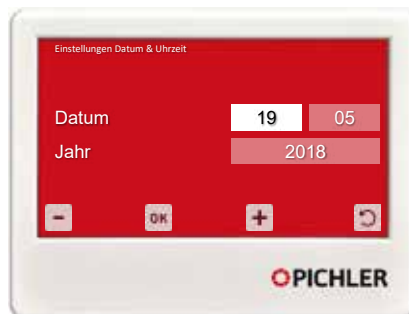 Einstellungen Datum & Uhrzeit
Datum 19 05
Jahr 2018
- OK +
PICHLER